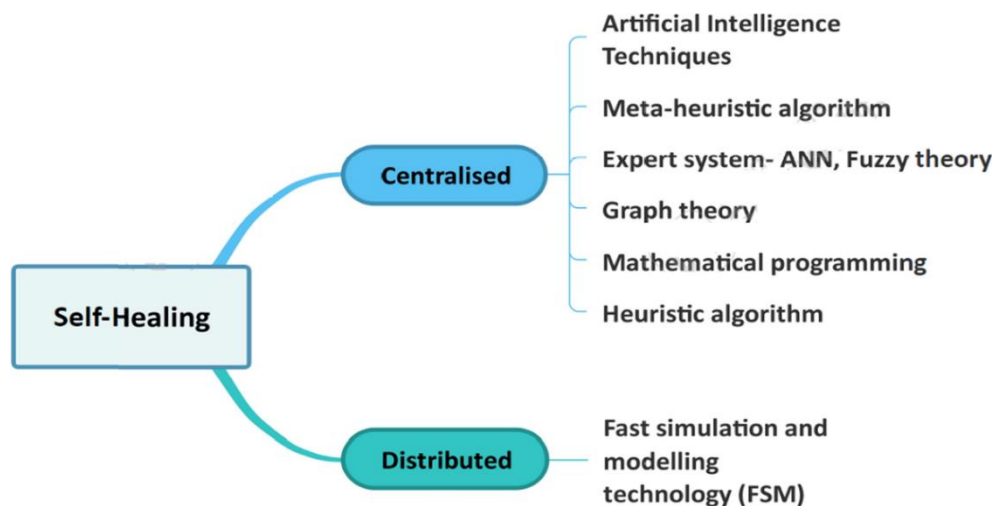 Self-Healing
Centralised
Artificial Intelligence
Techniques
Meta-heuristic algorithm
Expert system- ANN, Fuzzy theory
Graph theory
Mathematical programming
Heuristic algorithm
Distributed
Fast simulation and
modelling
technology (FSM)